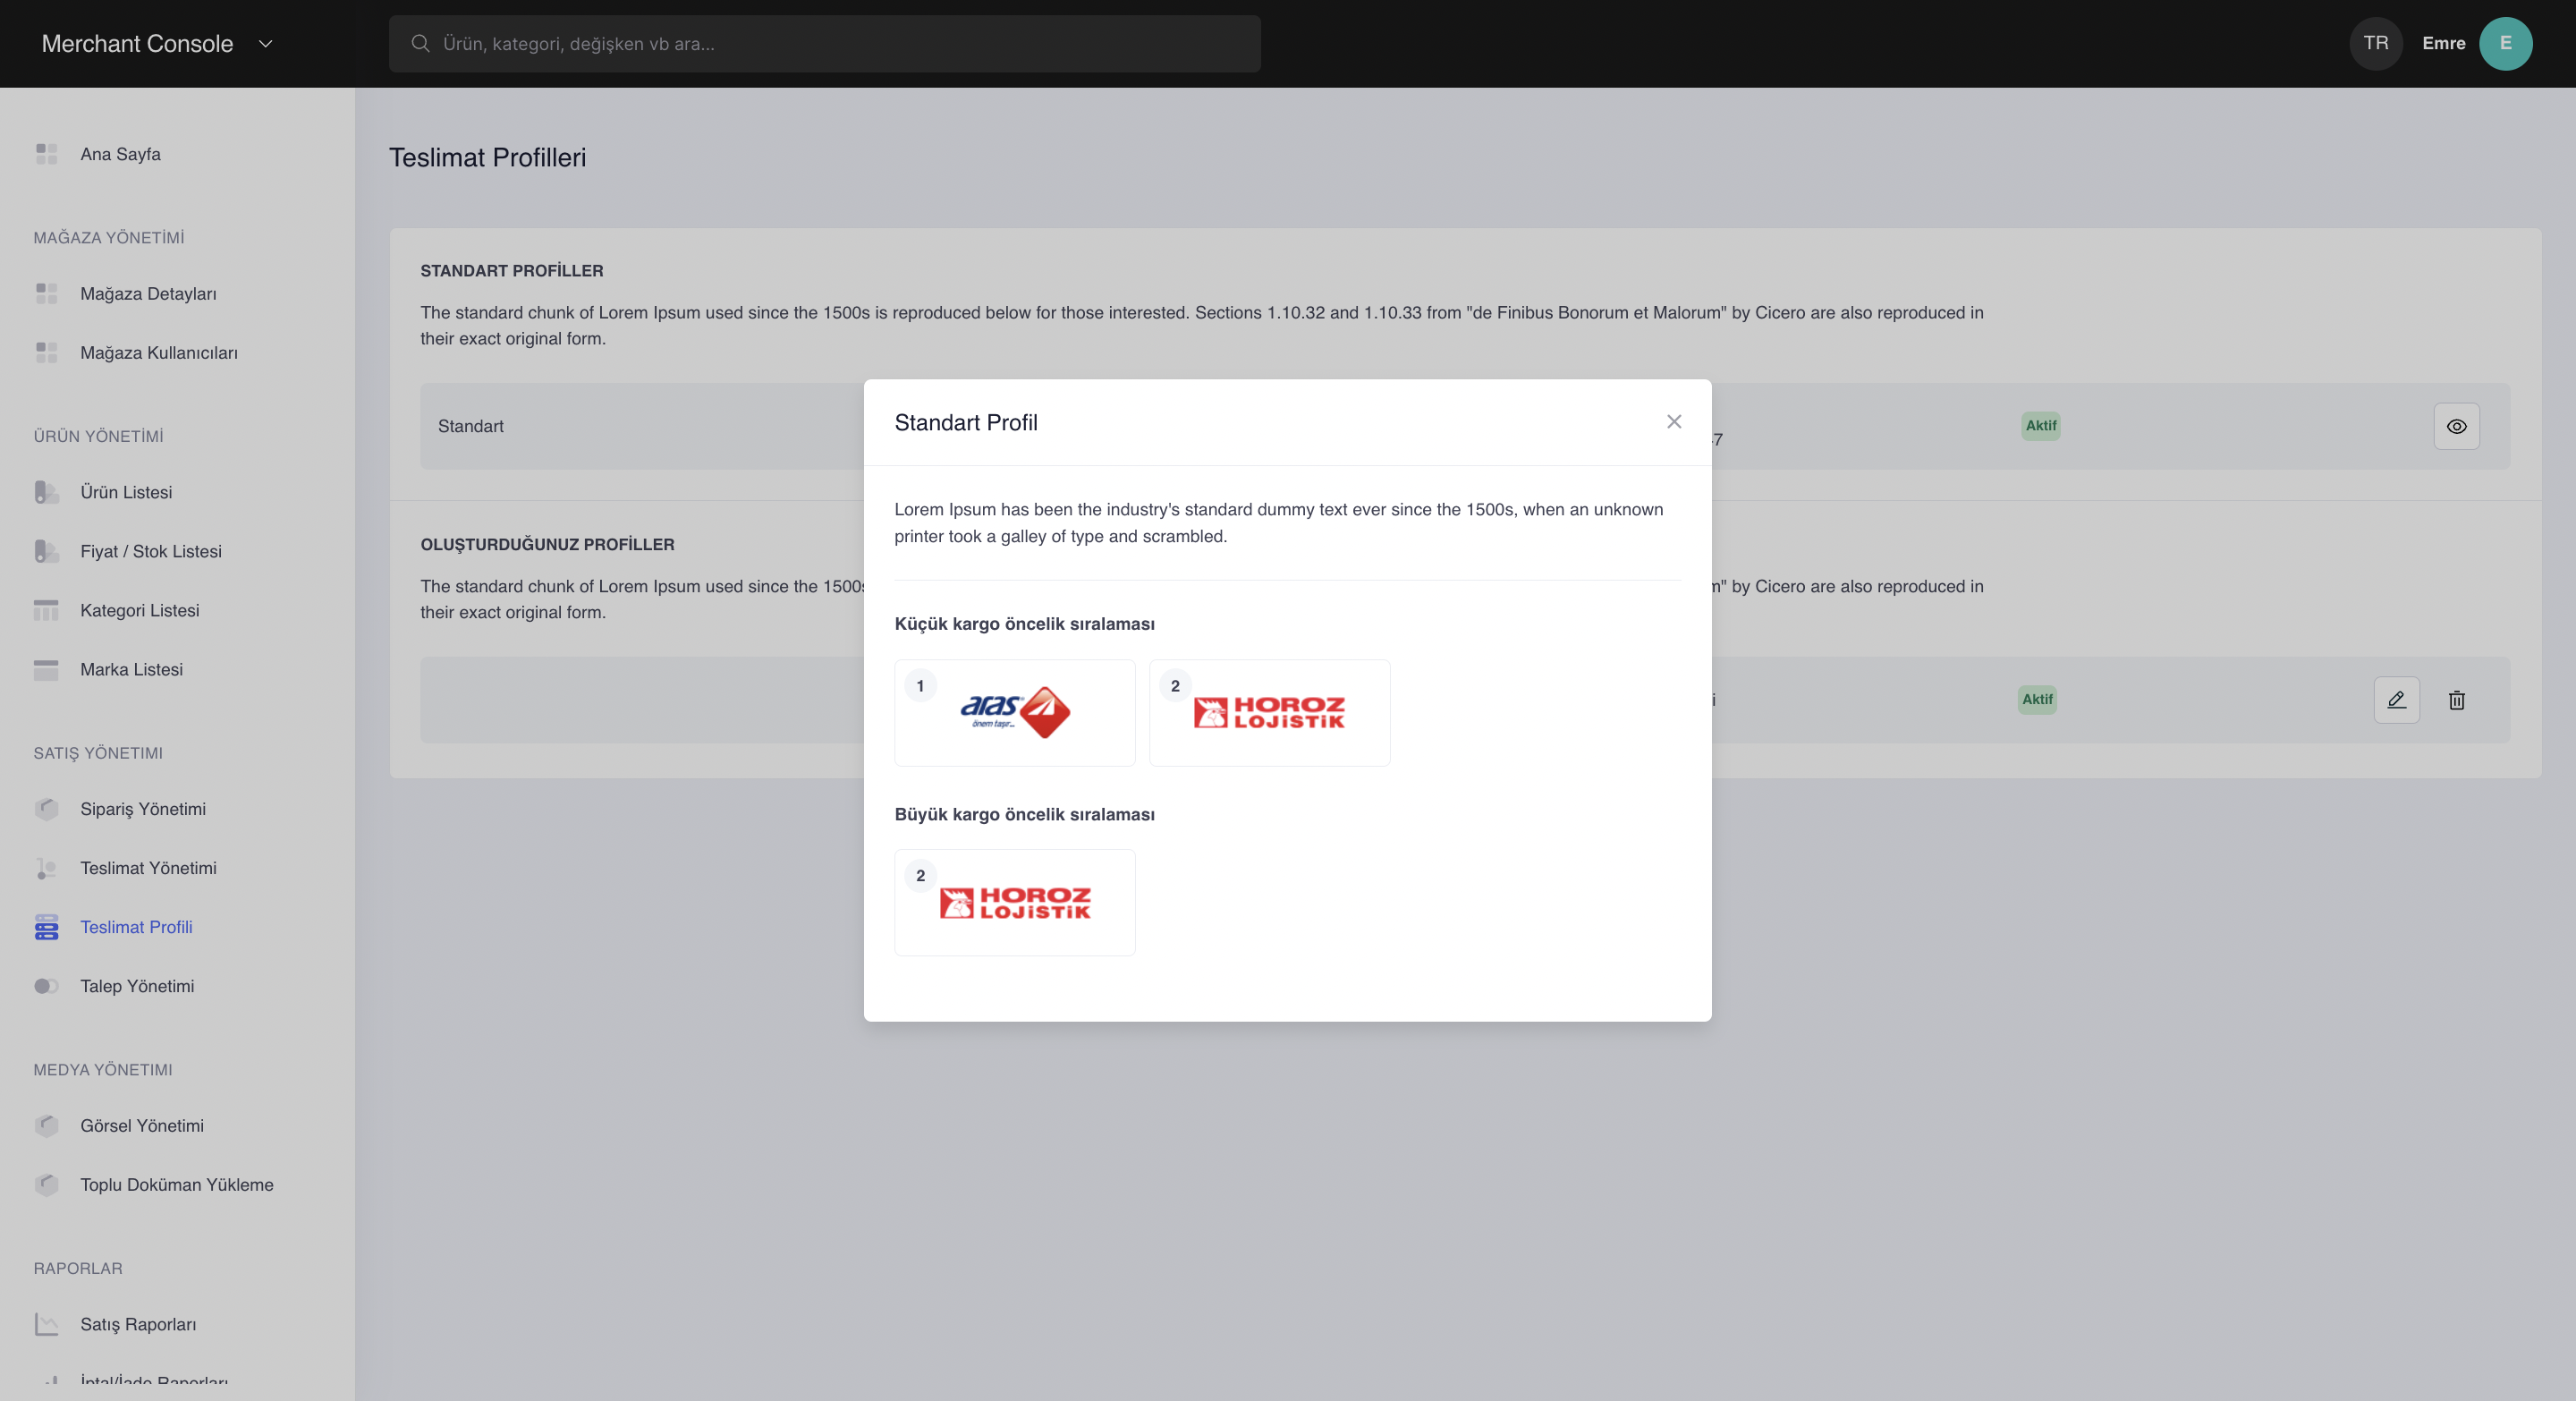 Merchant Console
Ürün, kategori, değişken vb ara...
TR
Emre
E
Ana Sayfa
MAĞAZA YÖNETİMİ
Mağaza Detayları
Mağaza Kullanıcıları
ÜRÜN YÖNETİMİ
Ürün Listesi
Fiyat / Stok Listesi
Kategori Listesi
Marka Listesi
SATIŞ YÖNETIMI
Sipariş Yönetimi
Teslimat Yönetimi
Teslimat Profili
Talep Yönetimi
MEDYA YÖNETIMI
Görsel Yönetimi
Toplu Doküman Yükleme
RAPORLAR
Satış Raporları
İptal/İade Raporları
Teslimat Profilleri
STANDART PROFİLLER
The standard chunk of Lorem Ipsum used since the 1500s is reproduced below for those interested. Sections 1.10.32 and 1.10.33 from "de Finibus Bonorum et Malorum" by Cicero are also reproduced in
their exact original form.
Standart
7
Aktif
OLUŞTURDUĞUNUZ PROFİLLER
The standard chunk of Lorem Ipsum used since the 1500s
" by Cicero are also reproduced in
their exact original form.
i
Aktif
Standart Profil
Lorem Ipsum has been the industry's standard dummy text ever since the 1500s, when an unknown
printer took a galley of type and scrambled.
Küçük kargo öncelik sıralaması
1
aras
önem taşır...
2
HOROZ
LOJİSTİK
Büyük kargo öncelik sıralaması
2
HOROZ
LOJİSTİK